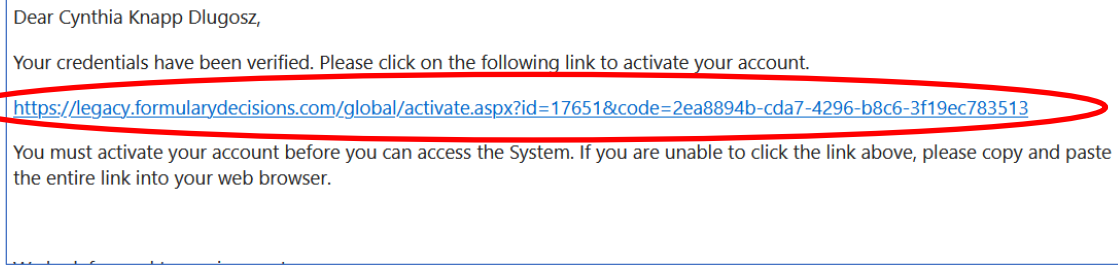 Dear Cynthia Knapp Dlugosz,
Your credentials have been verified. Please click on the following link to activate your account.
https://legacy.formularydecisions.com/global/activate.aspx?id=17651&code=2ea8894b-cda7-4296-b8c6-3f19ec783513
You must activate your account before you can access the System. If you are unable to click the link above, please copy and paste
the entire link into your web browser.